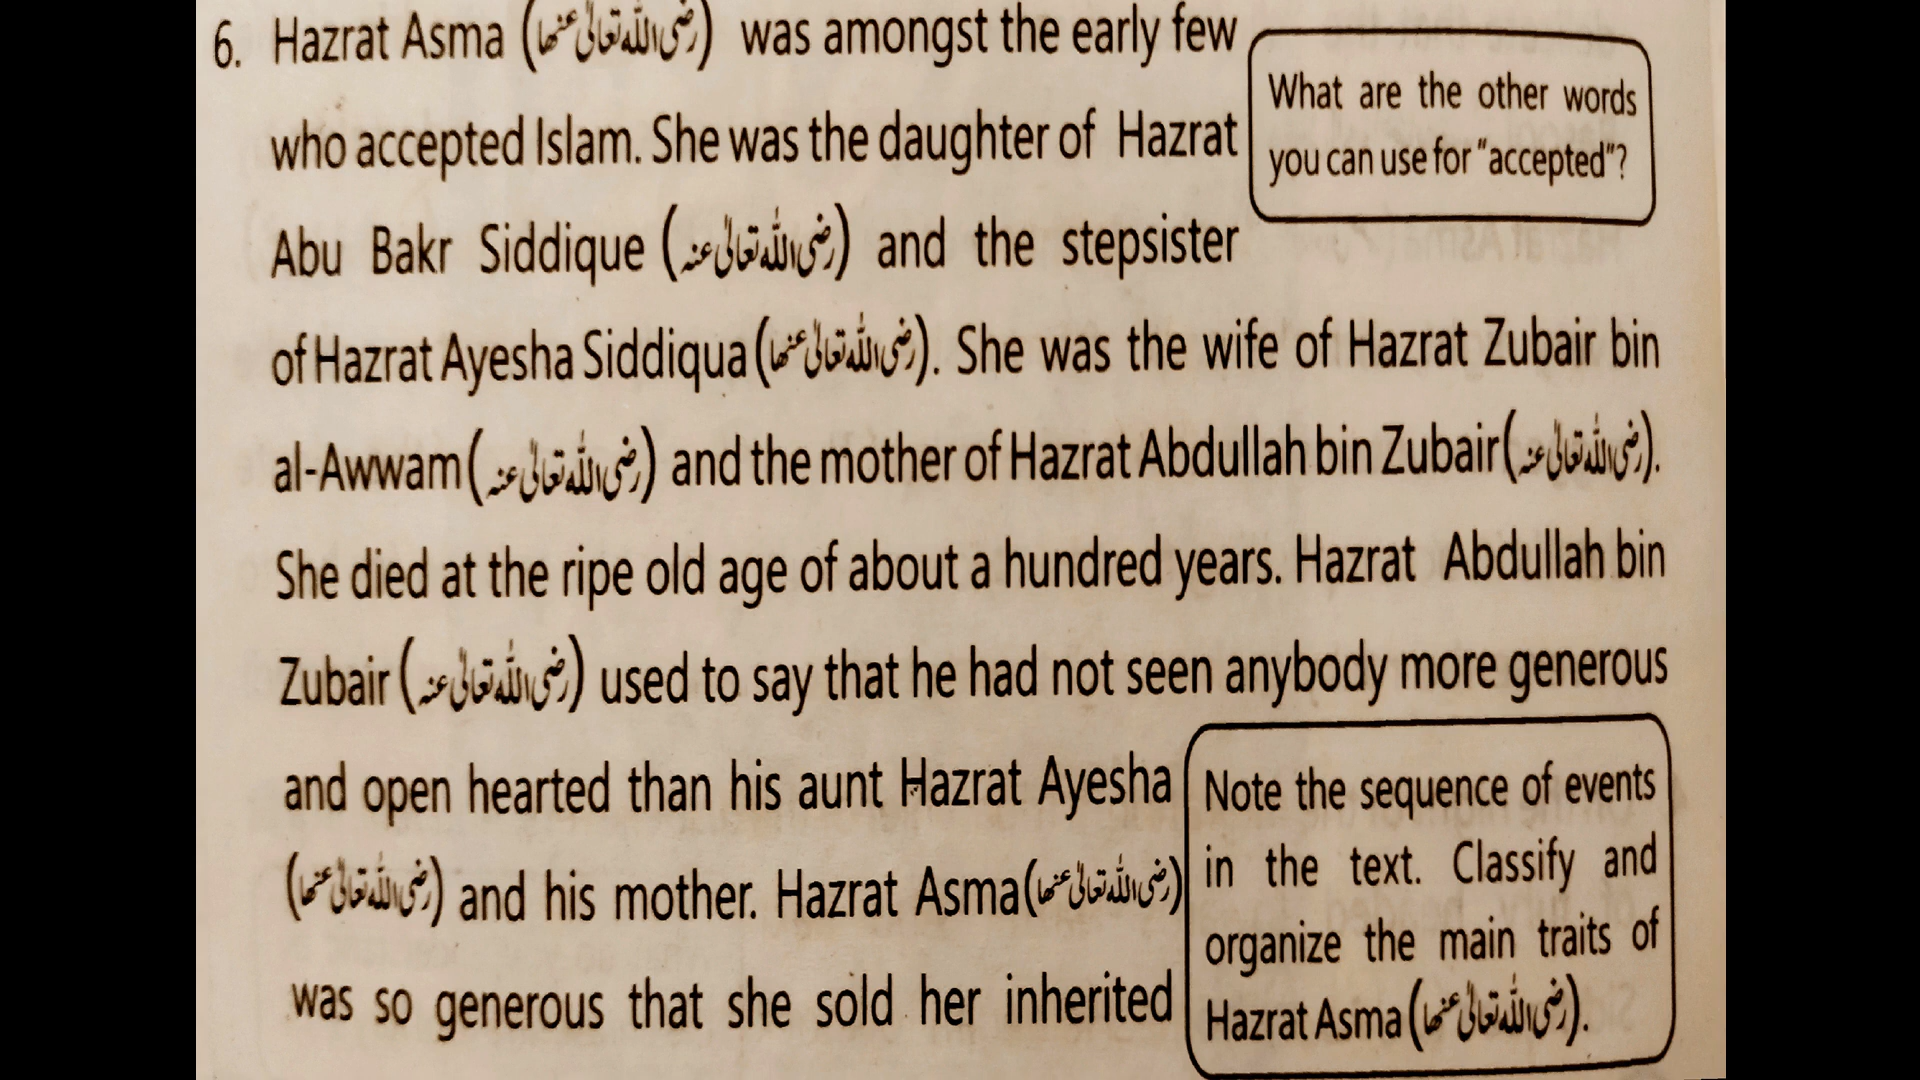 6. Hazrat Asma (رضی اللہ تعالیٰ عنہا) was amongst the early few
who accepted Islam. She was the daughter of Hazrat
Abu Bakr Siddique (رضی اللہ تعالیٰ عنہ) and the stepsister
of Hazrat Ayesha Siddiqua (رضی اللہ تعالیٰ عنہا). She was the wife of Hazrat Zubair bin
al-Awwam (رضی اللہ تعالیٰ عنہ) and the mother of Hazrat Abdullah bin Zubair (رضی اللہ تعالیٰ عنہ).
She died at the ripe old age of about a hundred years. Hazrat Abdullah bin
Zubair (رضی اللہ تعالیٰ عنہ) used to say that he had not seen anybody more generous
and open hearted than his aunt Hazrat Ayesha
(رضی اللہ تعالیٰ عنہا) and his mother. Hazrat Asma (رضی اللہ تعالیٰ عنہا)
was so generous that she sold her inherited
What are the other words
you can use for "accepted"?
Note the sequence of events
in the text. Classify and
organize the main traits of
Hazrat Asma (رضی اللہ تعالیٰ عنہا).